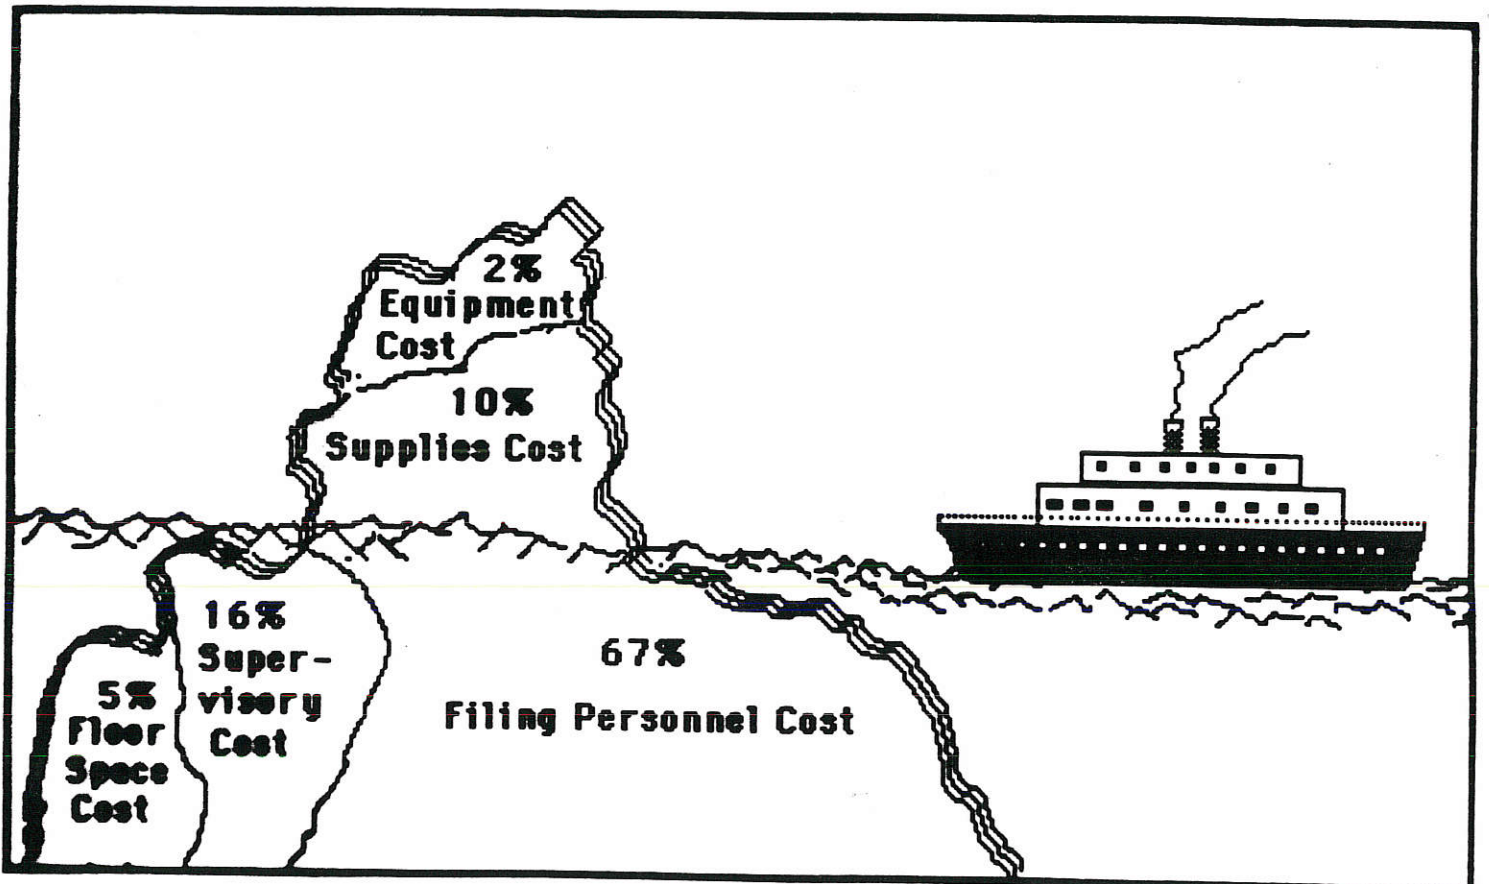 2%
Equipment
Cost
10%
Supplies Cost
16%
Super-
visory
Cost
67%
Filing Personnel Cost
5%
Floor
Space
Cost